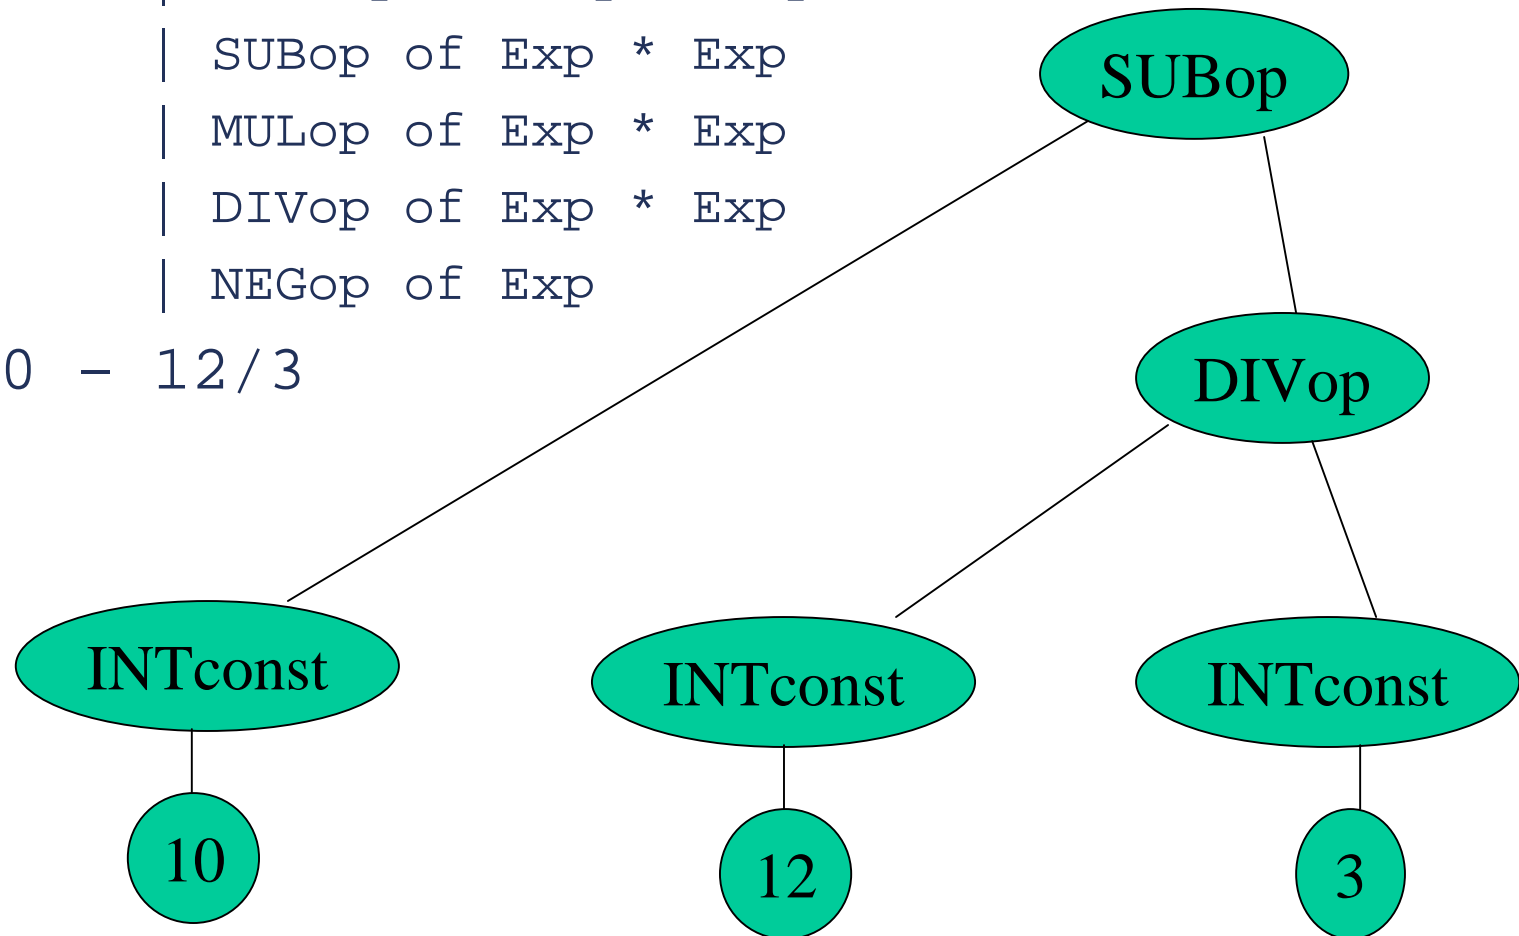 | SUBop of Exp * Exp
| MULop of Exp * Exp
| DIVop of Exp * Exp
| NEGop of Exp
0 - 12/3
SUBop
DIVop
INTconst
INTconst
INTconst
10
12
3